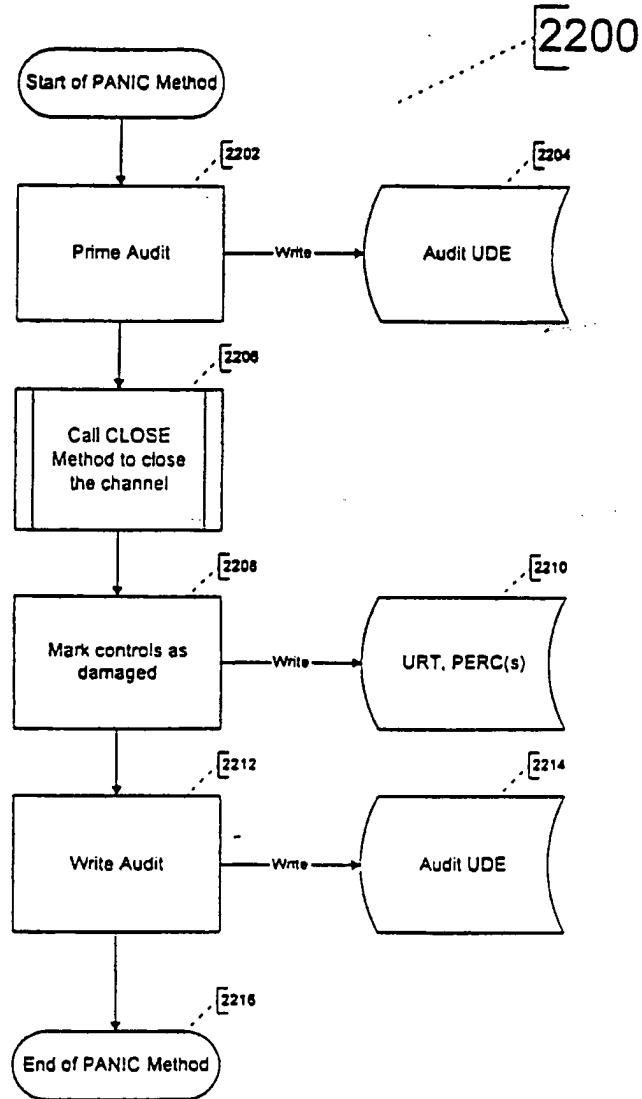 2200
Start of PANIC Method
2202
2204
Prime Audit
Write
Audit UDE
2206
Call CLOSE
Method to close
the channel
2208
2210
Mark controls as
damaged
Write
URT, PERC(s)
2212
2214
Write Audit
Write
Audit UDE
2216
End of PANIC Method